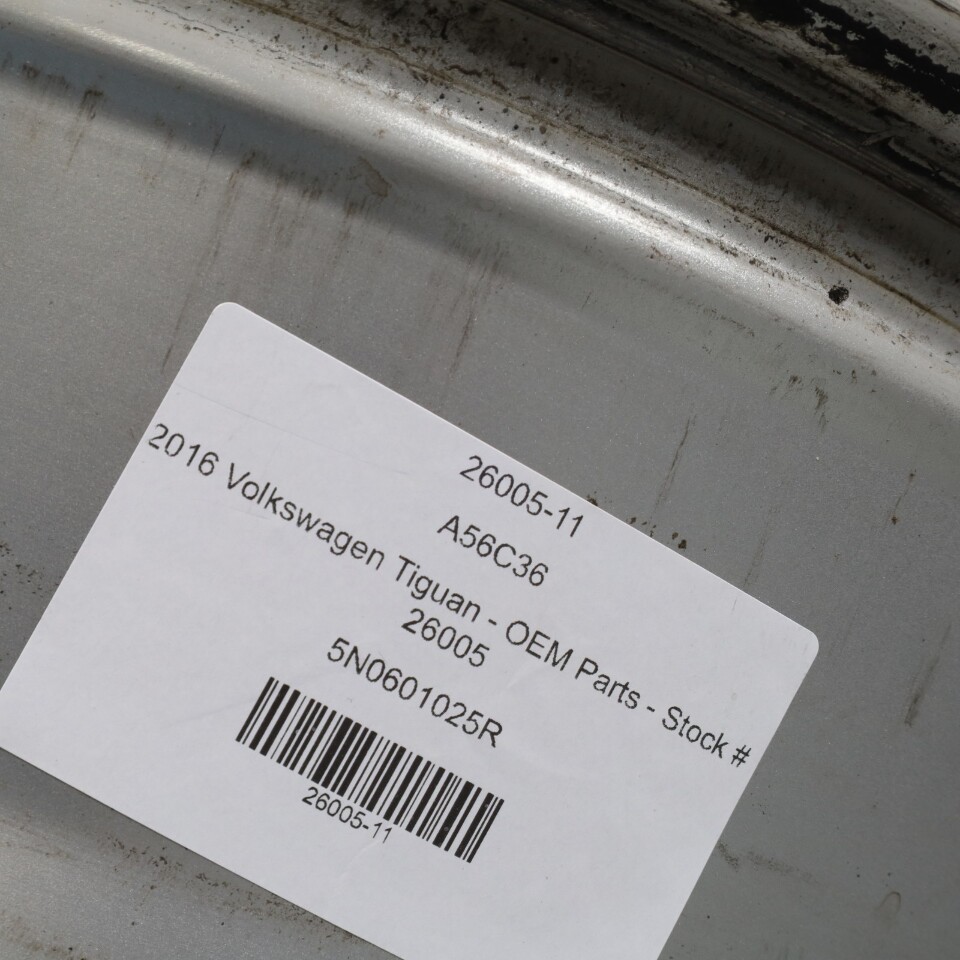 26005-11
A56C36
2016 Volkswagen Tiguan - OEM Parts - Stock #
26005
5N0601025R
26005-11